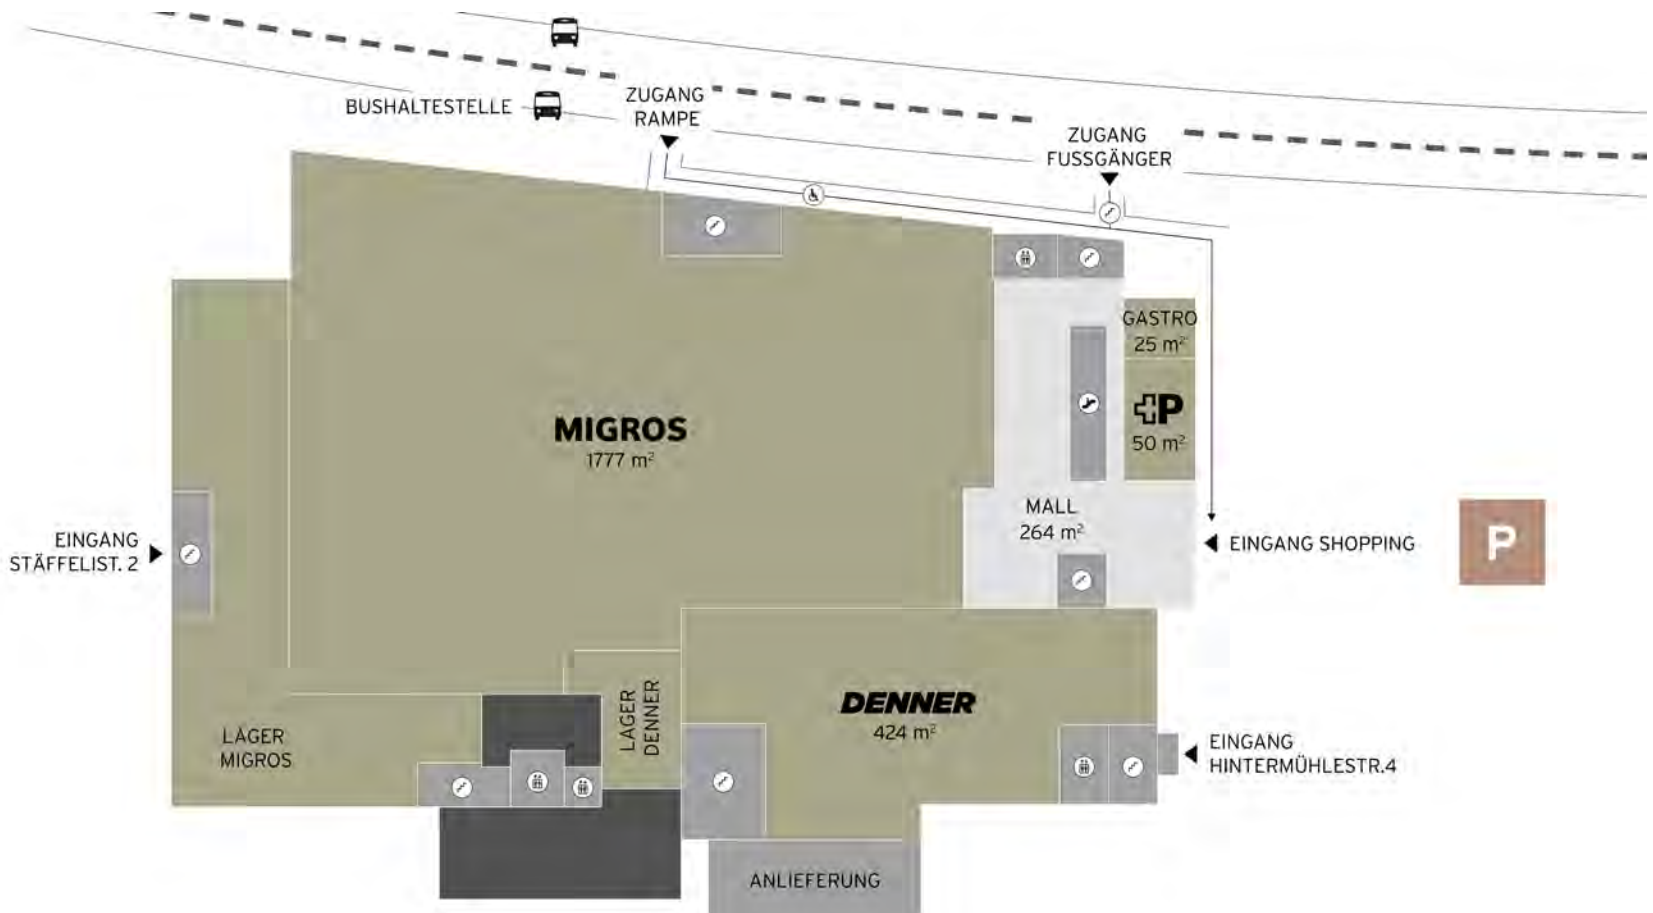 BUSHALTESTELLE
ZUGANG
RAMPE
ZUGANG
FUSSGÄNGER
GASTRO
25 m²
P
50 m²
MIGROS
1777 m²
MALL
264 m²
EINGANG
STÄFFELIST. 2
EINGANG SHOPPING
P
LAGER
DENNER
DENNER
424 m²
LAGER
MIGROS
EINGANG
HINTERMÜHLESTR.4
ANLIEFERUNG